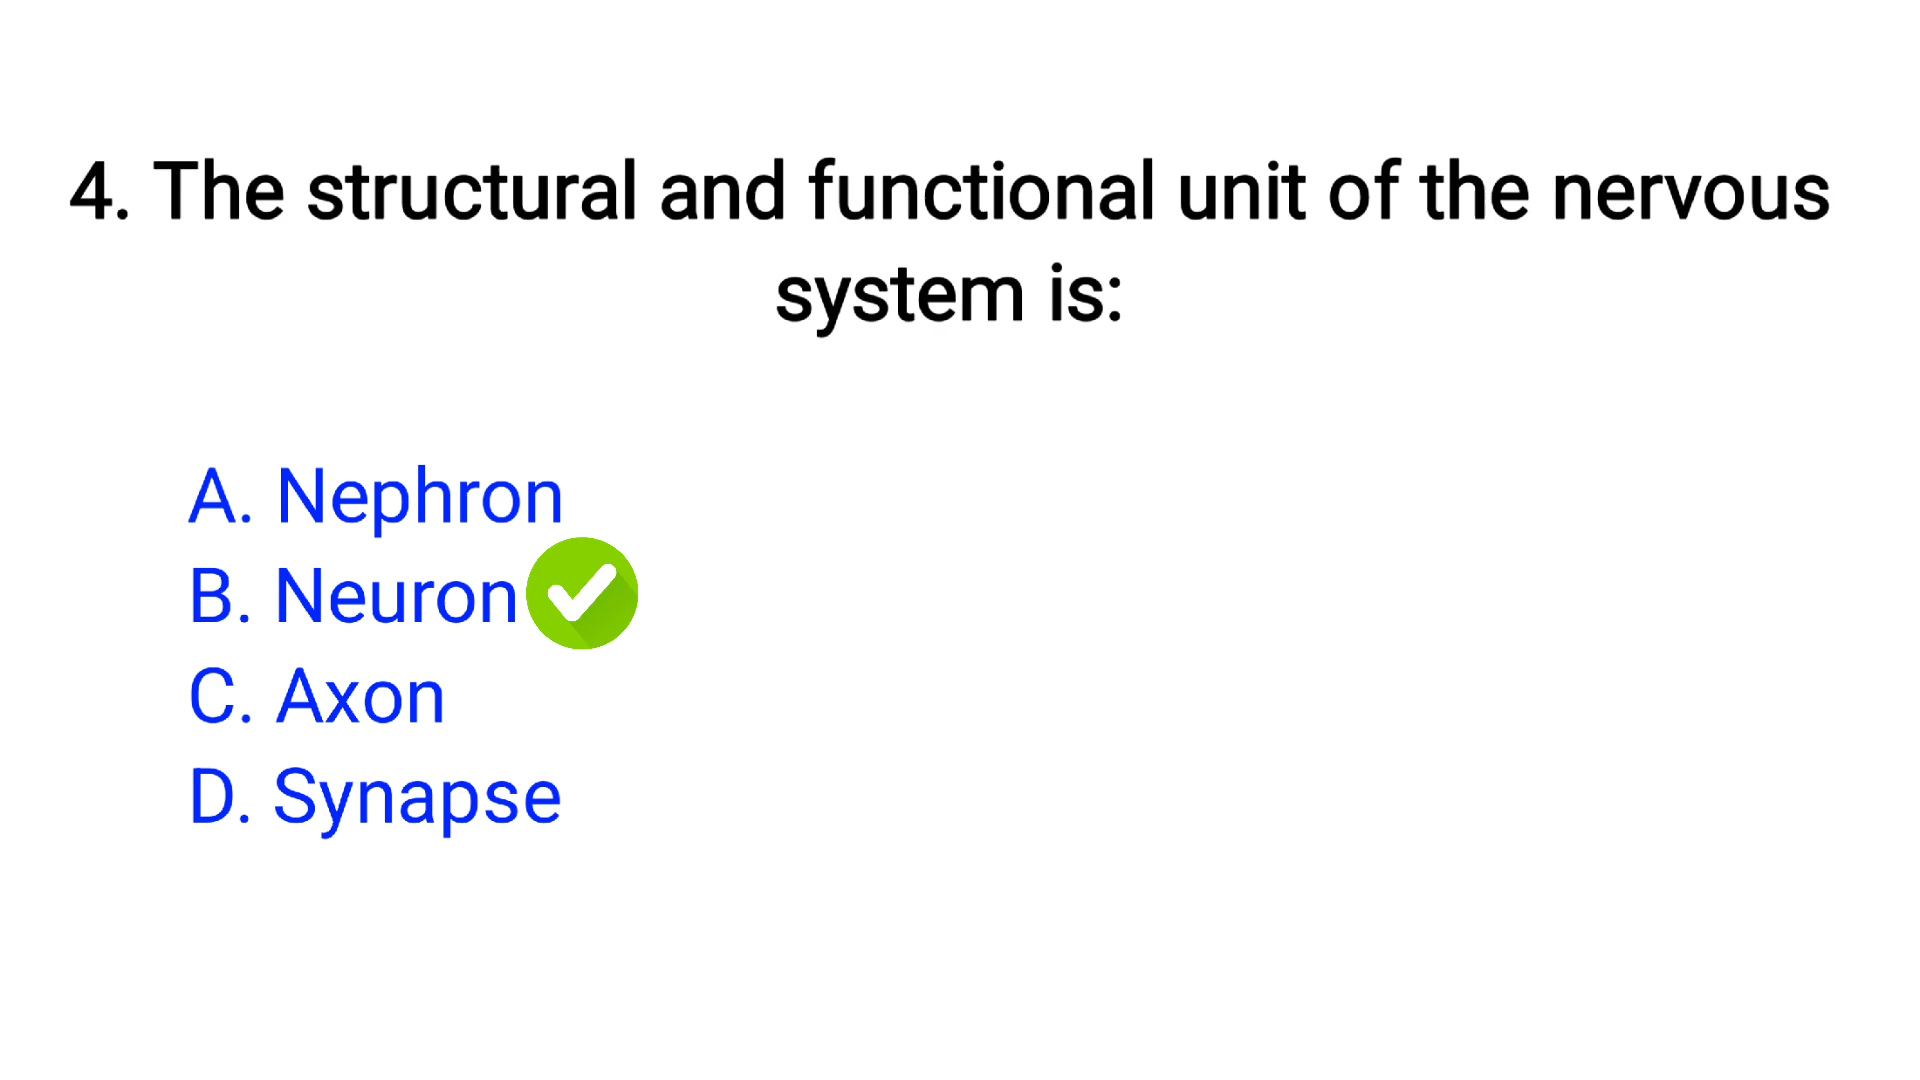 4. The structural and functional unit of the nervous
system is:
A. Nephron
B. Neuron
C. Axon
D. Synapse